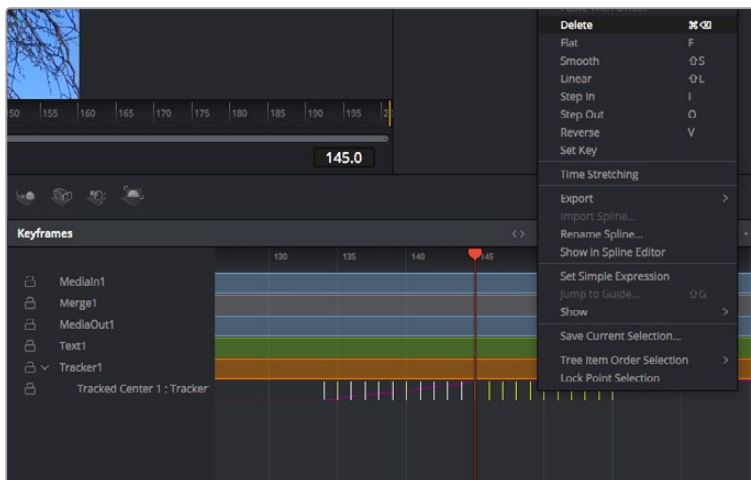 Delete ⌘⌫
Flat F
Smooth ⇧S
Linear ⇧L
Step In I
Step Out O
Reverse V
Set Key
Time Stretching
Export >
Import Spline...
Rename Spline...
Show in Spline Editor
Set Simple Expression
Jump to Guide... ⇧G
Show >
Save Current Selection...
Tree Item Order Selection >
Lock Point Selection
50 155 160 165 170 175 180 185 190 195
145.0
Keyframes
130 135 140 145
MediaIn1
Merge1
MediaOut1
Text1
Tracker1
Tracked Center 1 : Tracker